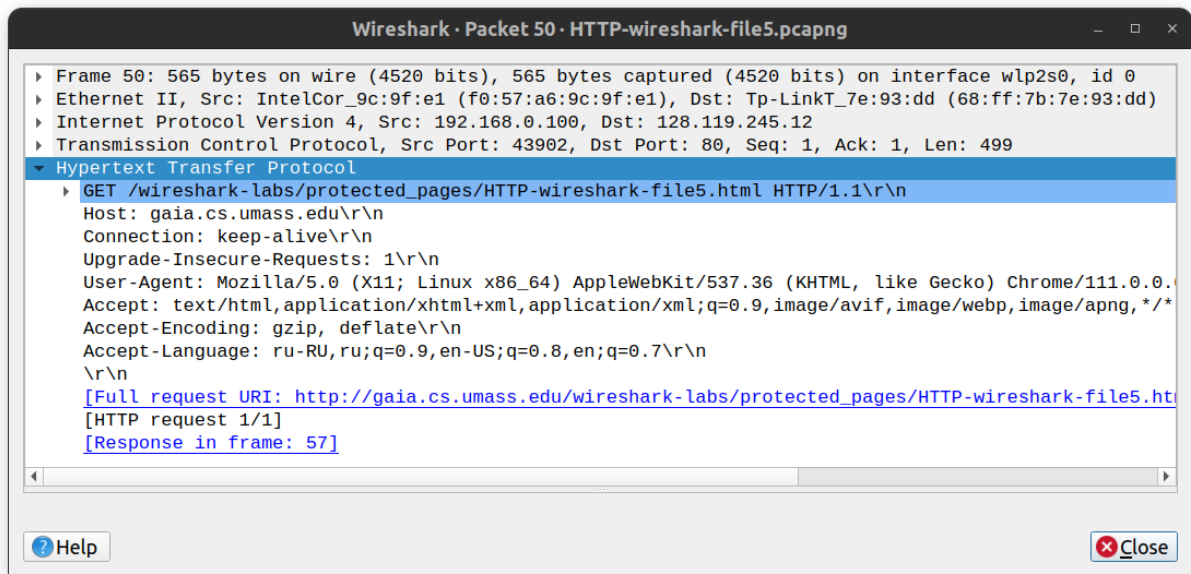 Wireshark · Packet 50 · HTTP-wireshark-file5.pcapng
Frame 50: 565 bytes on wire (4520 bits), 565 bytes captured (4520 bits) on interface wlp2s0, id 0
Ethernet II, Src: IntelCor_9c:9f:e1 (f0:57:a6:9c:9f:e1), Dst: Tp-LinkT_7e:93:dd (68:ff:7b:7e:93:dd)
Internet Protocol Version 4, Src: 192.168.0.100, Dst: 128.119.245.12
Transmission Control Protocol, Src Port: 43902, Dst Port: 80, Seq: 1, Ack: 1, Len: 499
Hypertext Transfer Protocol
GET /wireshark-labs/protected_pages/HTTP-wireshark-file5.html HTTP/1.1\r\n
Host: gaia.cs.umass.edu\r\n
Connection: keep-alive\r\n
Upgrade-Insecure-Requests: 1\r\n
User-Agent: Mozilla/5.0 (X11; Linux x86_64) AppleWebKit/537.36 (KHTML, like Gecko) Chrome/111.0.0.
Accept: text/html,application/xhtml+xml,application/xml;q=0.9,image/avif,image/webp,image/apng,*/*
Accept-Encoding: gzip, deflate\r\n
Accept-Language: ru-RU,ru;q=0.9,en-US;q=0.8,en;q=0.7\r\n
\r\n
[Full request URI: http://gaia.cs.umass.edu/wireshark-labs/protected_pages/HTTP-wireshark-file5.ht
[HTTP request 1/1]
[Response in frame: 57]
Help
Close